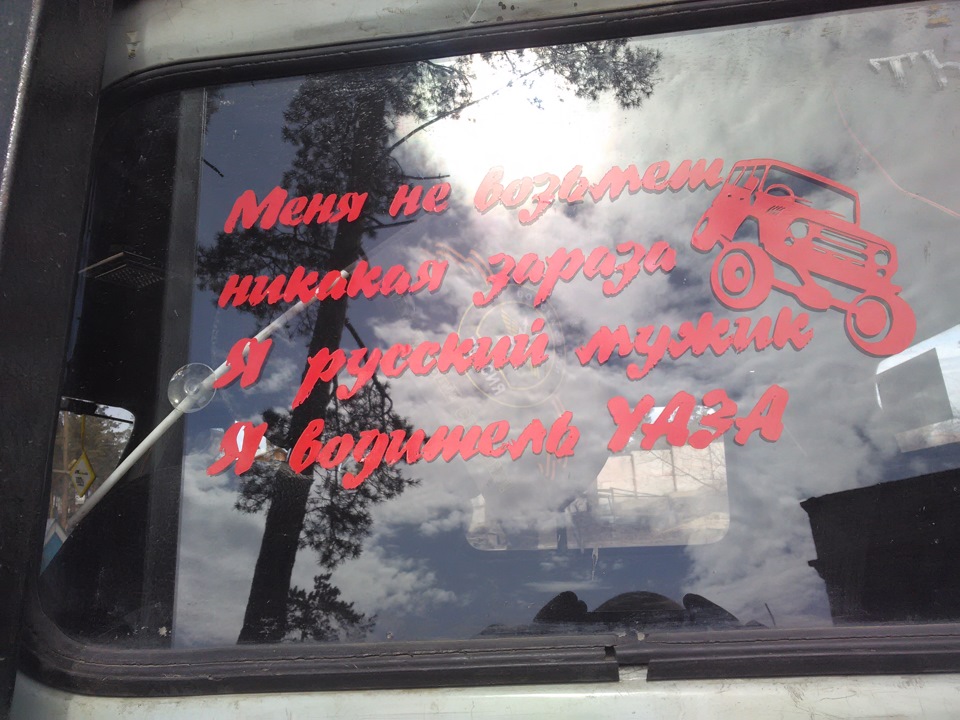 Меня не возьмет
никакая зараза
Я русский мужик
Я водитель УАЗА